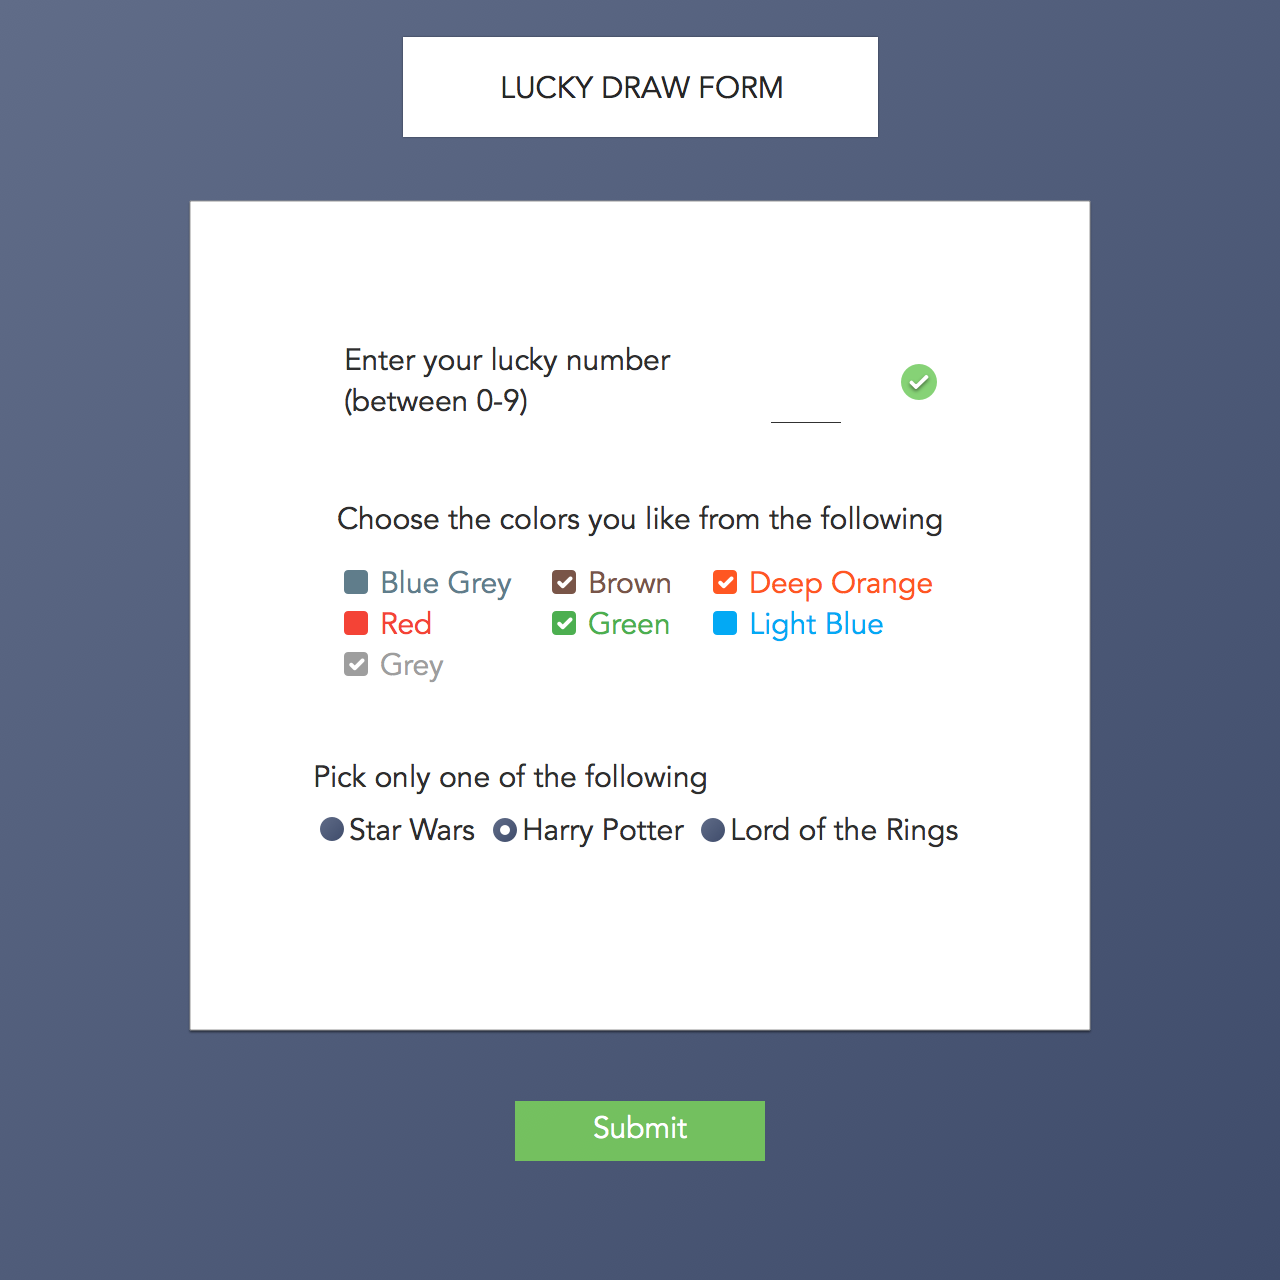 LUCKY DRAW FORM
Enter your lucky number
(between 0-9)
Choose the colors you like from the following
Blue Grey Brown Deep Orange
Red Green Light Blue
Grey
Pick only one of the following
Star Wars Harry Potter Lord of the Rings
Submit